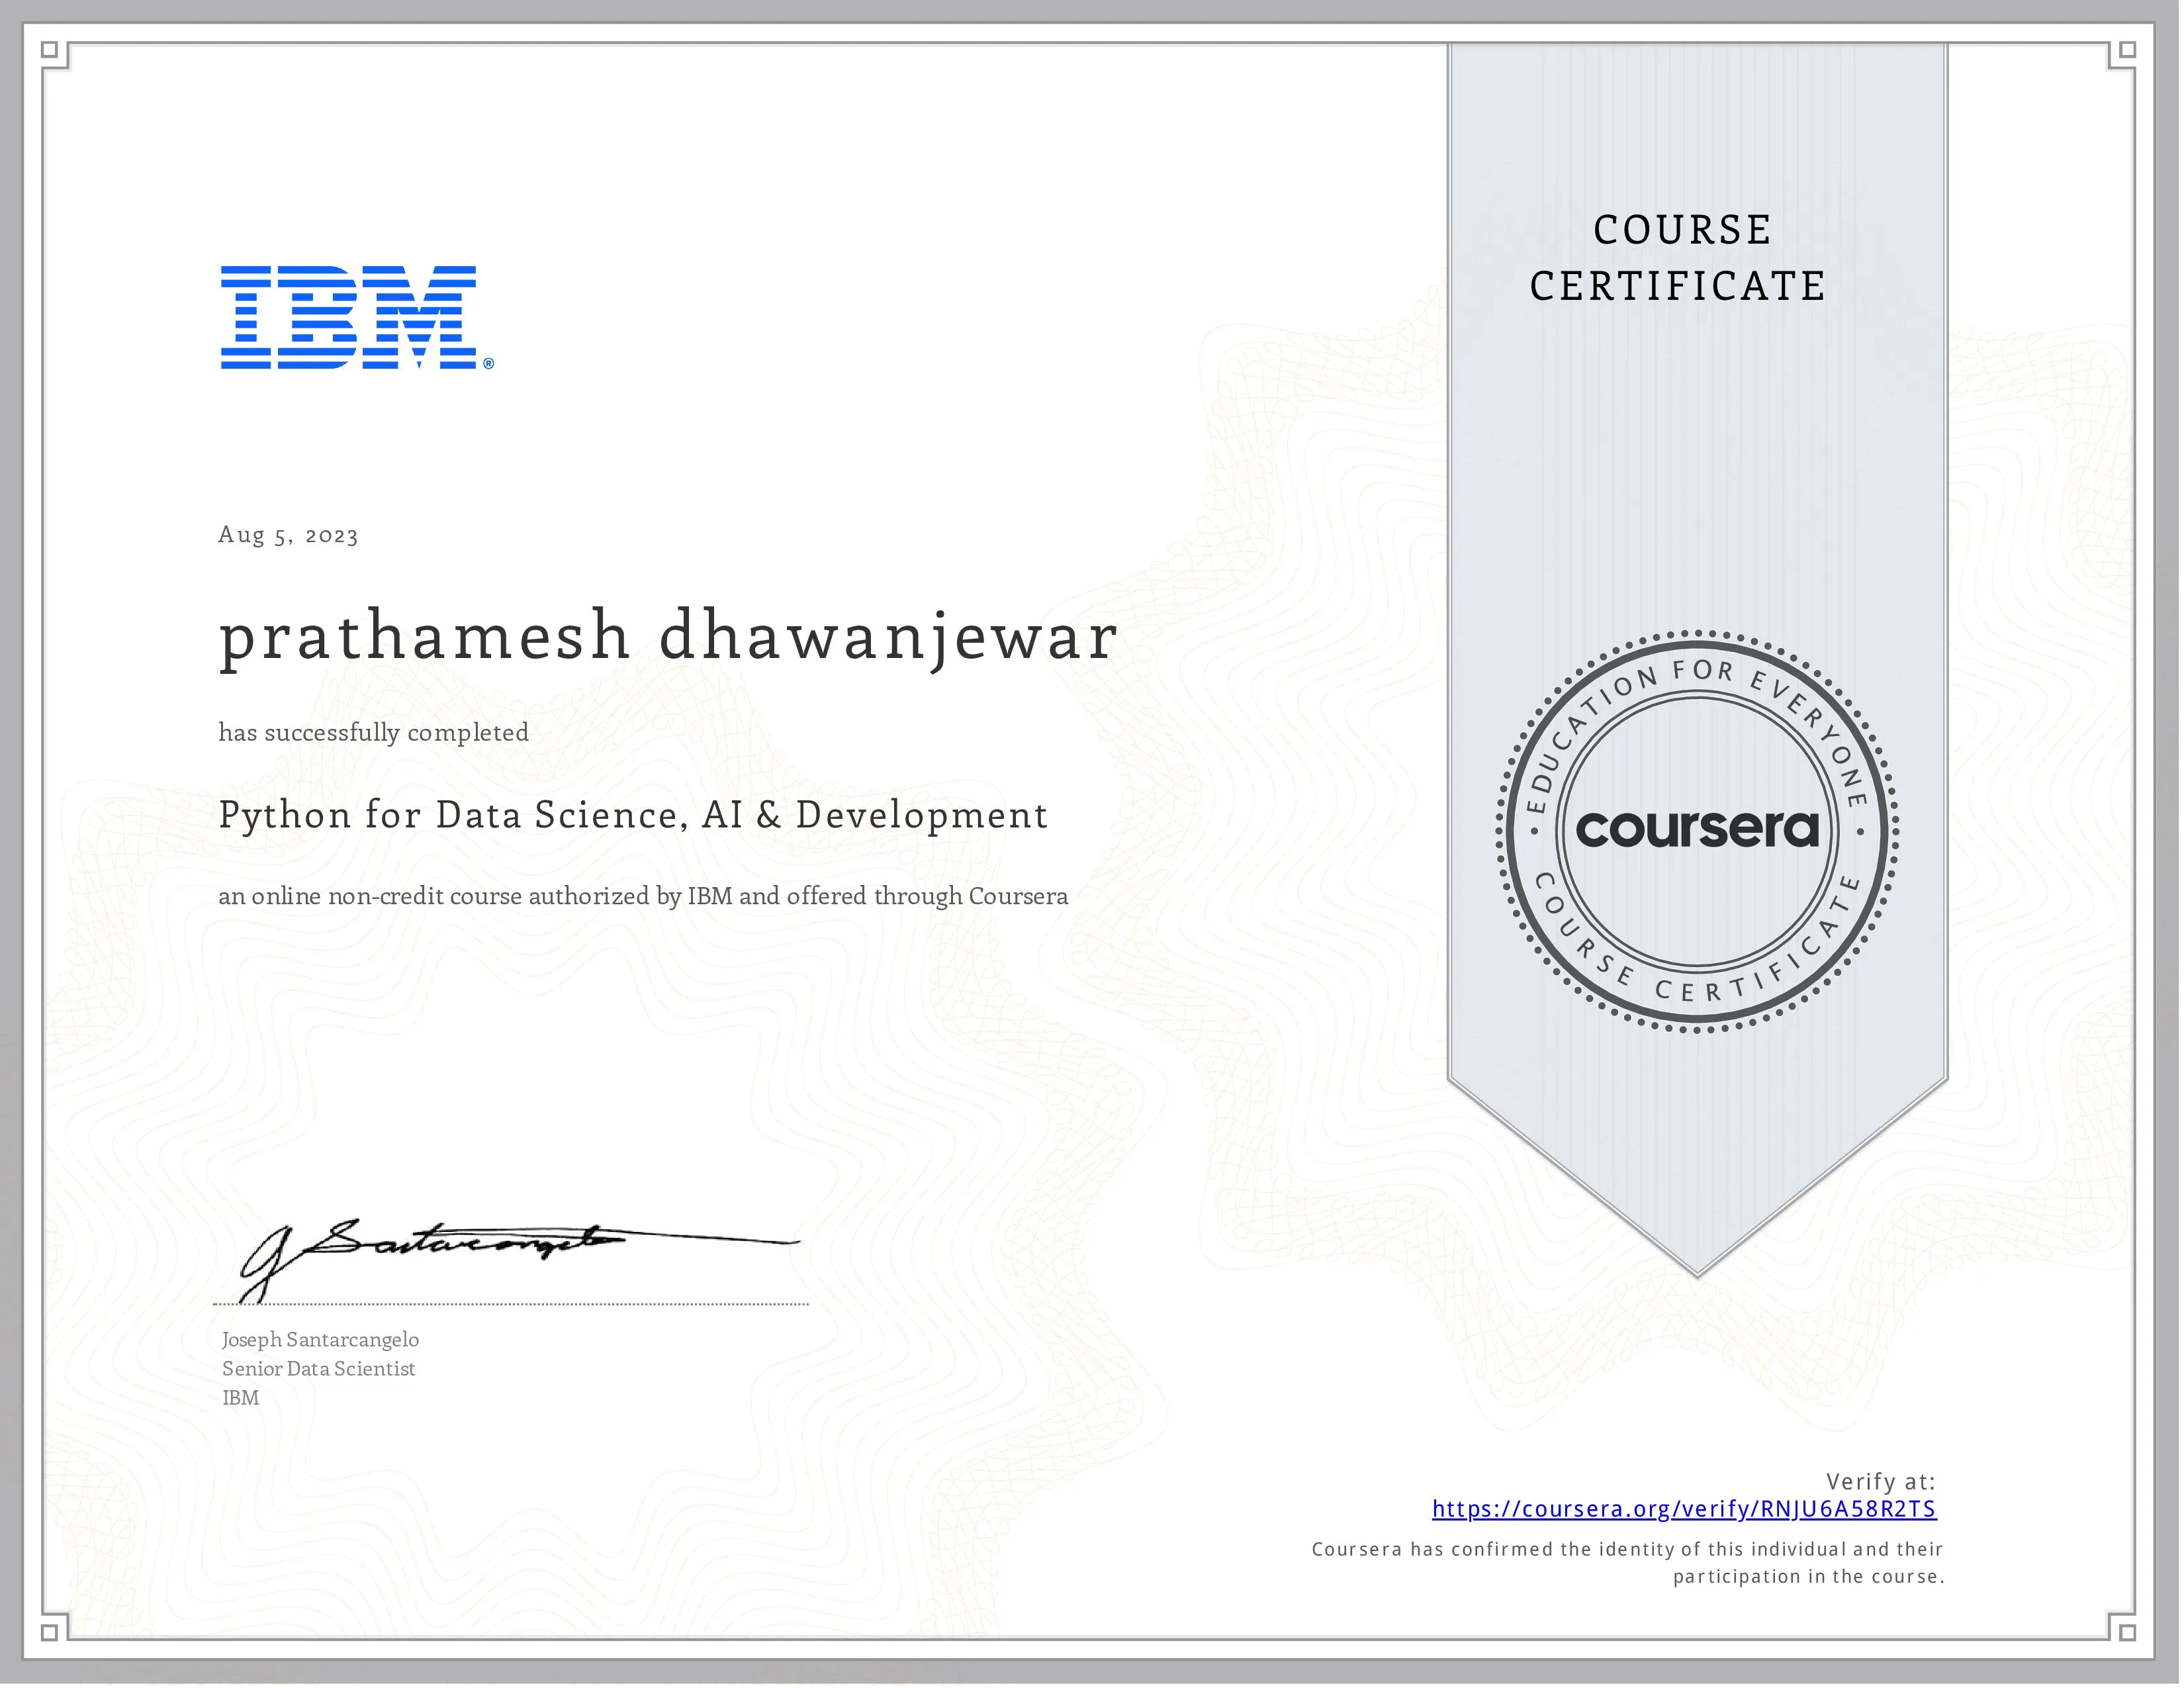 IBM®
COURSE
CERTIFICATE
Aug 5, 2023
prathamesh dhawanjewar
has successfully completed
Python for Data Science, AI & Development
an online non-credit course authorized by IBM and offered through Coursera
EDUCATION FOR EVERYONE
coursera
COURSE CERTIFICATE
J Santarcangelo
Joseph Santarcangelo
Senior Data Scientist
IBM
Verify at:
https://coursera.org/verify/RNJU6A58R2TS
Coursera has confirmed the identity of this individual and their
participation in the course.